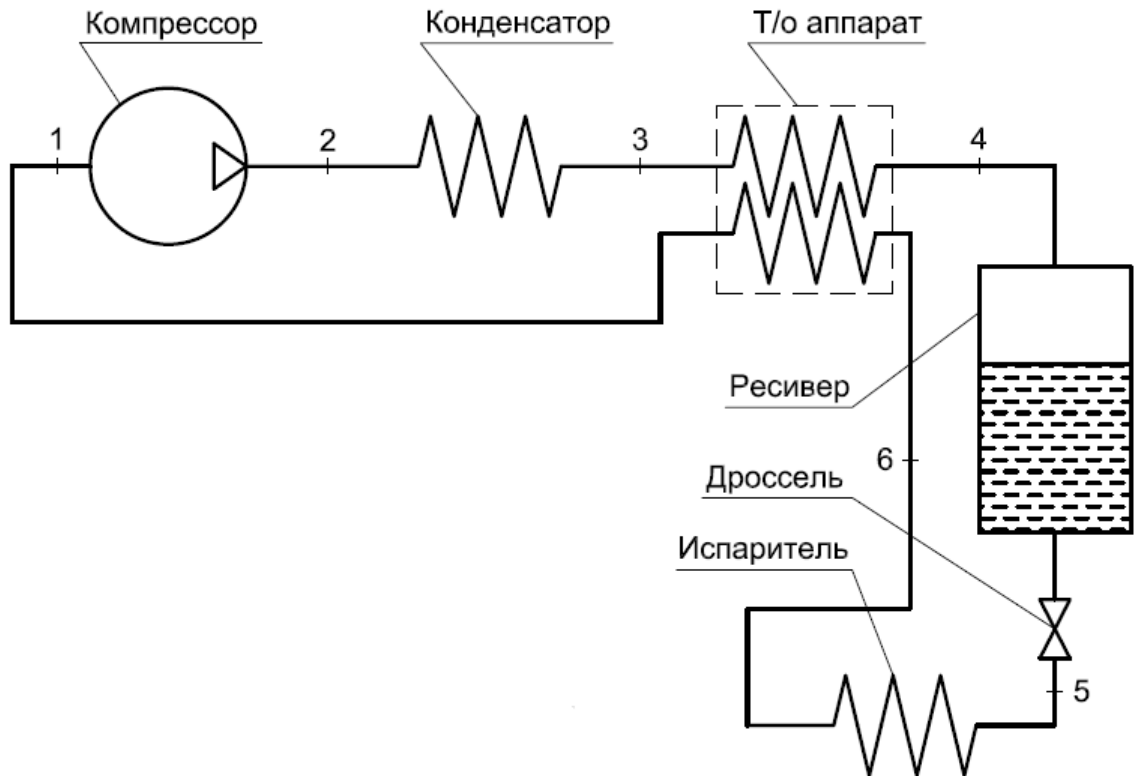 Компрессор
Конденсатор
Т/о аппарат
1
2
3
4
Ресивер
6
Дроссель
Испаритель
5